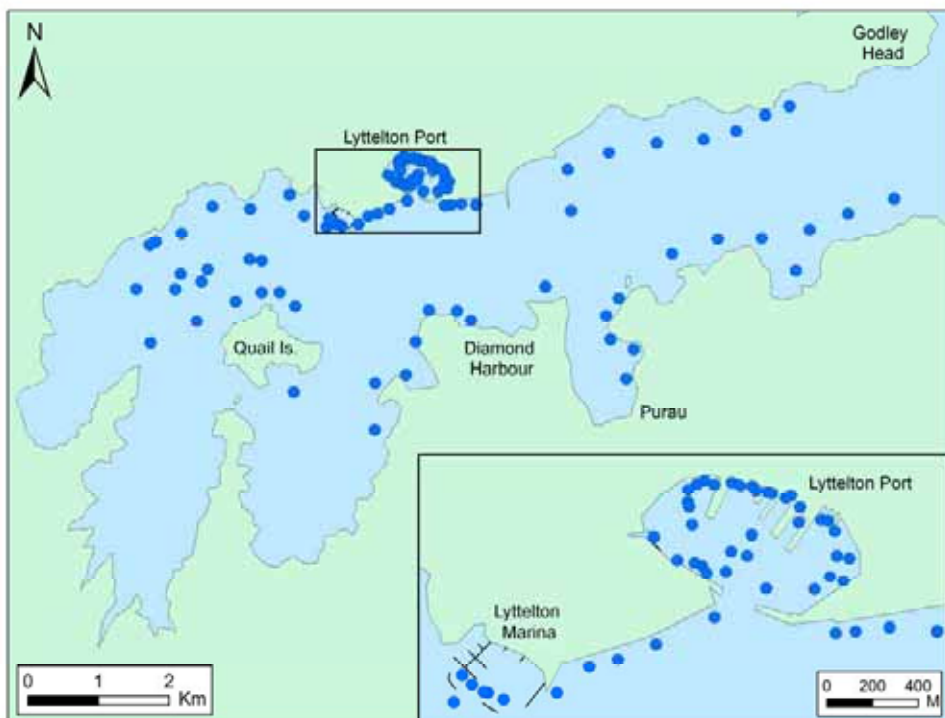 N
Godley
Head
Lyttelton Port
Quail Is.
Diamond
Harbour
Purau
Lyttelton Port
Lyttelton
Marina
0 1 2
Km
0 200 400
M